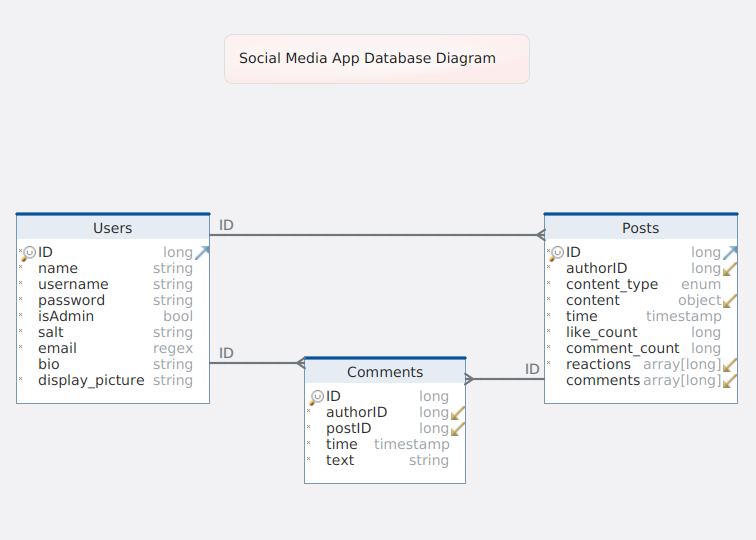 Social Media App Database Diagram
ID
Users
ID long
name string
username string
password string
isAdmin bool
salt string
email regex
bio string
display_picture string
Posts
ID long
authorID long
content_type enum
content object
time timestamp
like_count long
comment_count long
reactions array[long]
comments array[long]
ID
ID
Comments
ID long
authorID long
postID long
time timestamp
text string